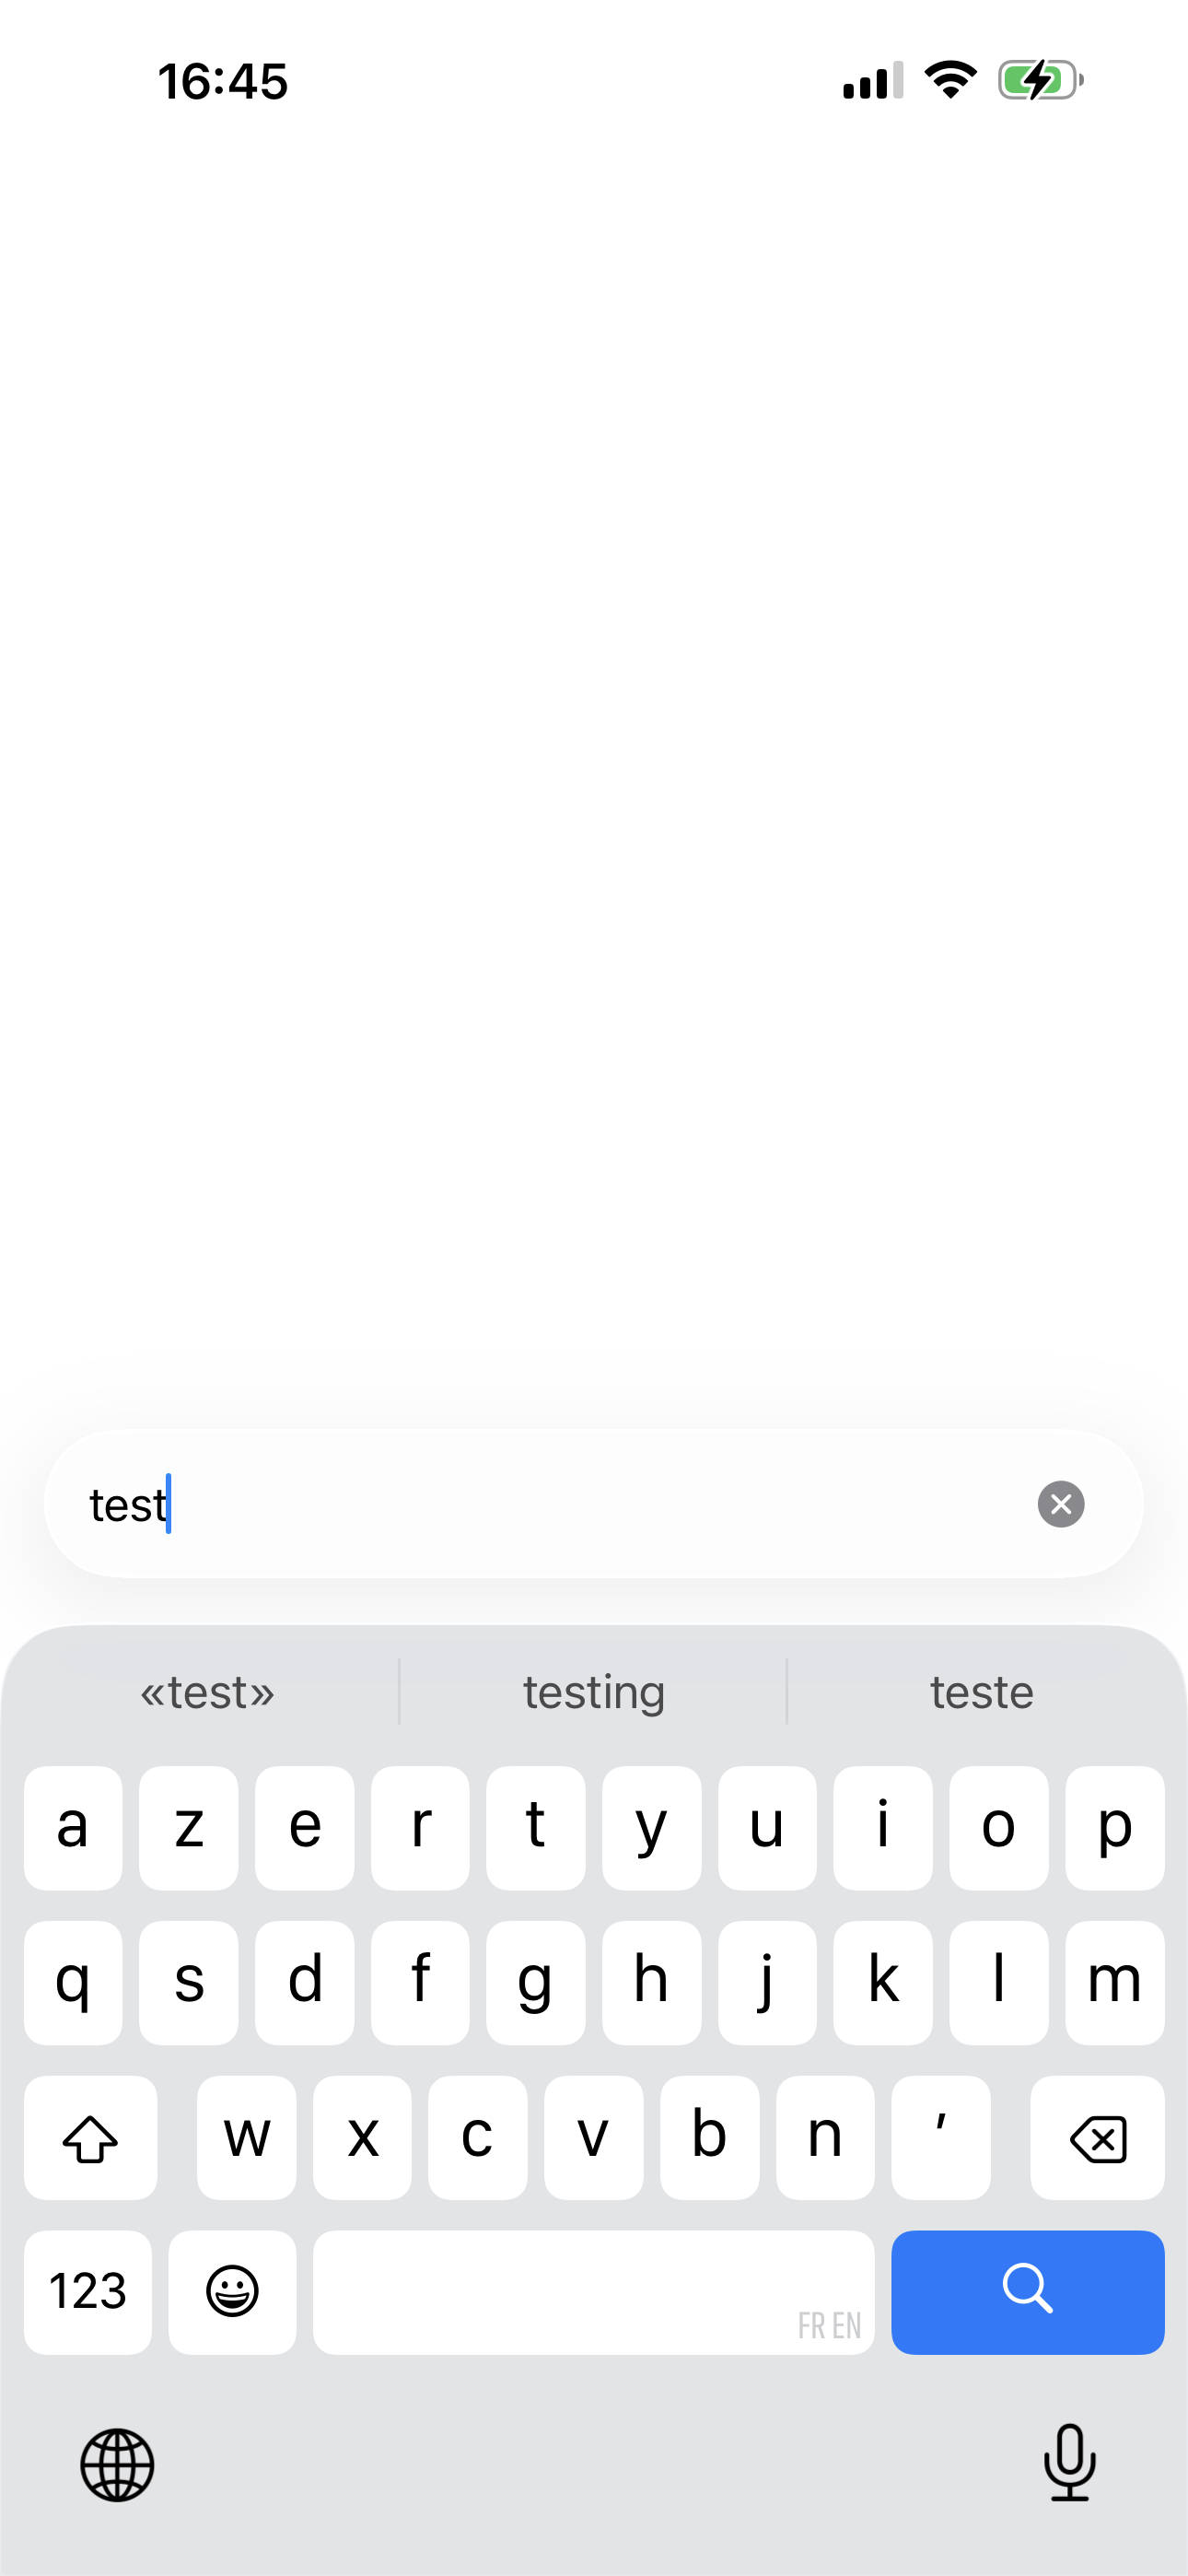 16:45
test
«test» testing teste
a z e r t y u i o p
q s d f g h j k l m
w x c v b n ’
123 FR EN